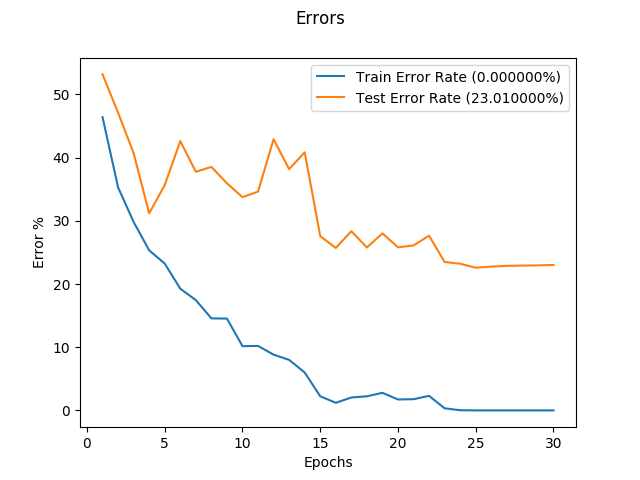 Errors
Train Error Rate (0.000000%)
Test Error Rate (23.010000%)
Error %
50
40
30
20
10
0
0 5 10 15 20 25 30
Epochs